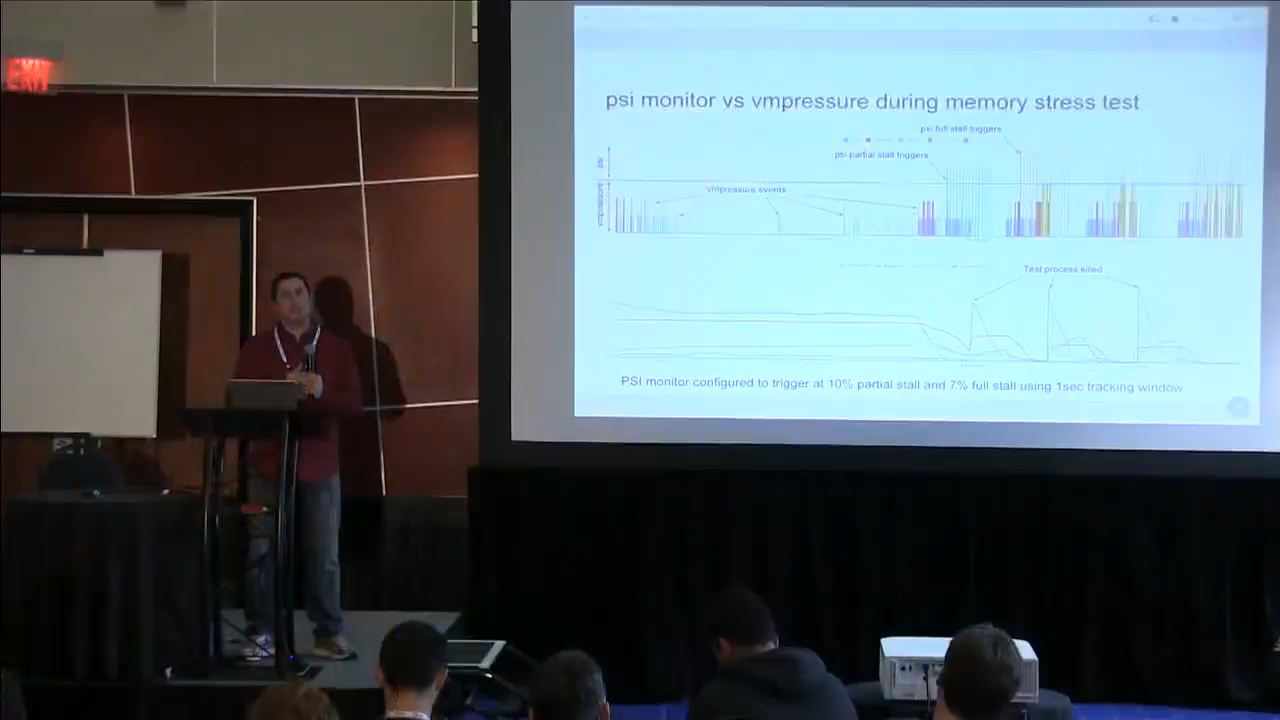 EXIT
psi monitor vs vmpressure during memory stress test
psi full stall triggers
psi partial stall triggers
psi
vmpressure
vmpressure events
Test process killed
PSI monitor configured to trigger at 10% partial stall and 7% full stall using 1sec tracking window